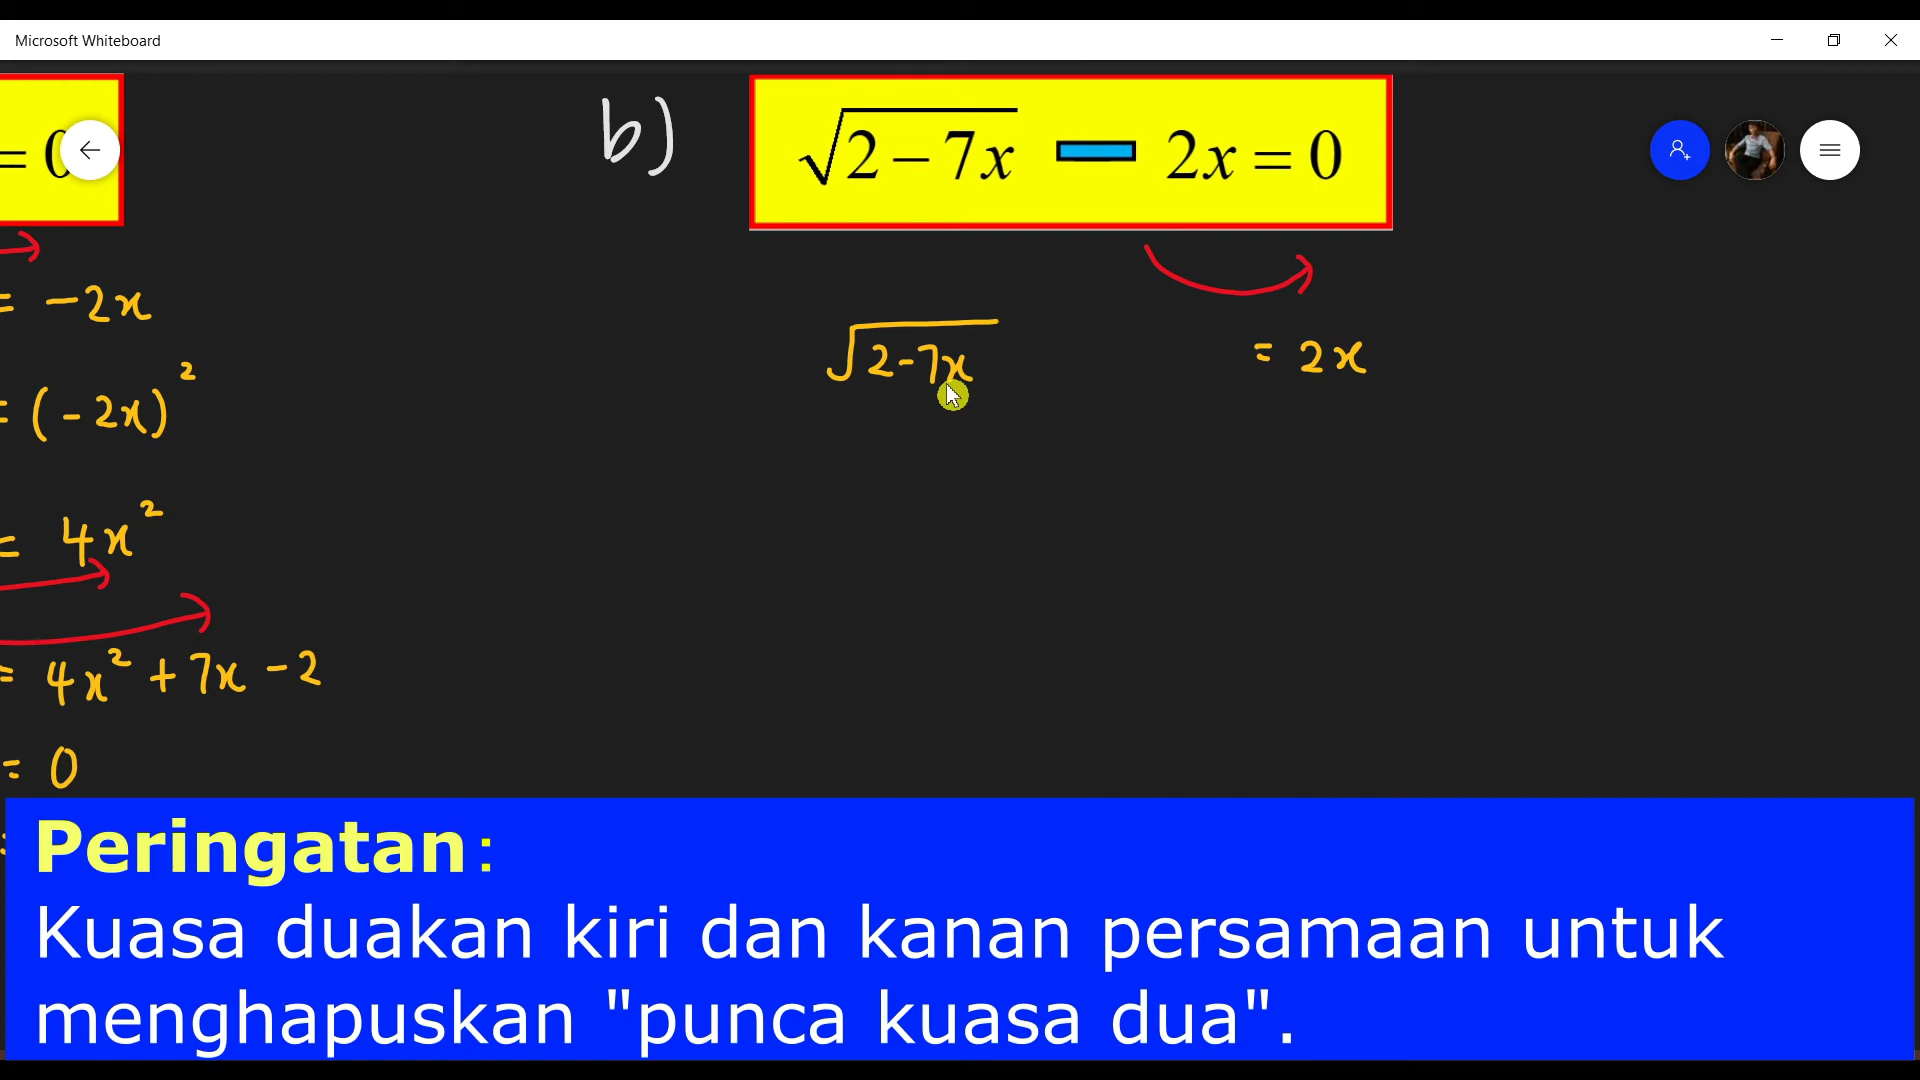 Microsoft Whiteboard
= 0
= -2x
= (-2x)²
= 4x²
= 4x² + 7x - 2
= 0
b)
√(2 − 7x) − 2x = 0
√(2-7x) = 2x
Peringatan:
Kuasa duakan kiri dan kanan persamaan untuk
menghapuskan "punca kuasa dua".